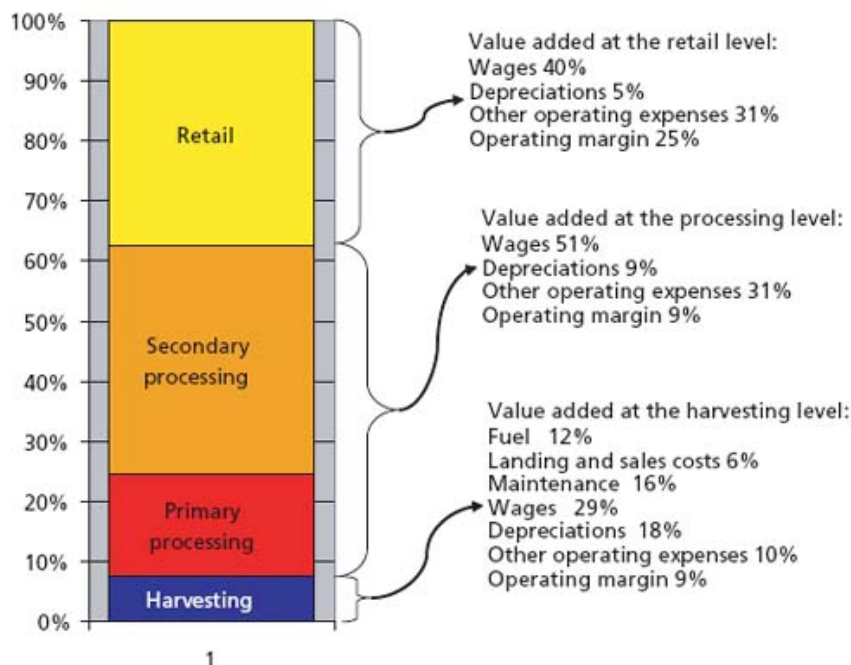 100%
90%
80%
70%
60%
50%
40%
30%
20%
10%
0%
Retail
Secondary
processing
Primary
processing
Harvesting
1
Value added at the retail level:
Wages 40%
Depreciations 5%
Other operating expenses 31%
Operating margin 25%
Value added at the processing level:
Wages 51%
Depreciations 9%
Other operating expenses 31%
Operating margin 9%
Value added at the harvesting level:
Fuel 12%
Landing and sales costs 6%
Maintenance 16%
Wages 29%
Depreciations 18%
Other operating expenses 10%
Operating margin 9%